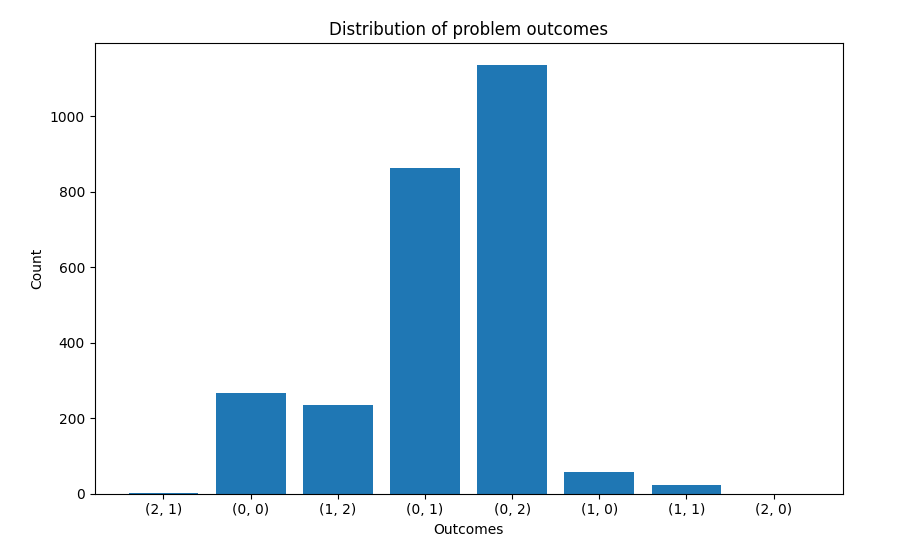 Distribution of problem outcomes
1000
800
600
400
200
0
Count
(2, 1) (0, 0) (1, 2) (0, 1) (0, 2) (1, 0) (1, 1) (2, 0)
Outcomes